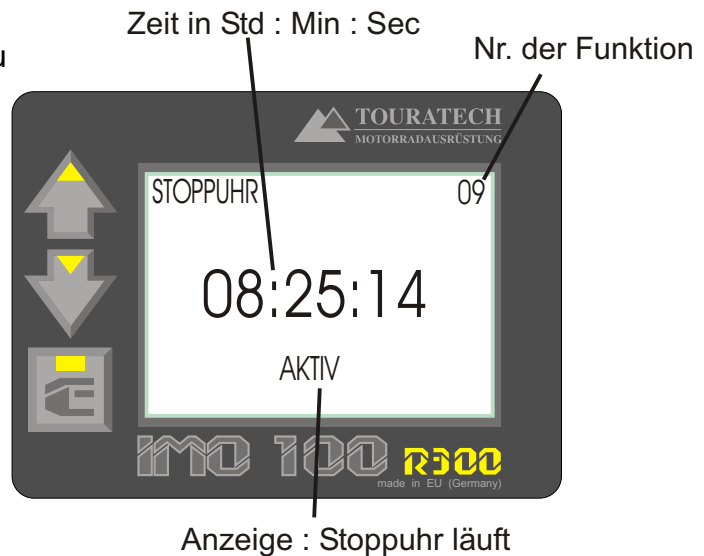 Zeit in Std : Min : Sec
u
Nr. der Funktion
TOURATECH
MOTORRADAUSRÜSTUNG
STOPPUHR 09
08:25:14
AKTIV
IMO 100 R300
made in EU (Germany)
Anzeige : Stoppuhr läuft